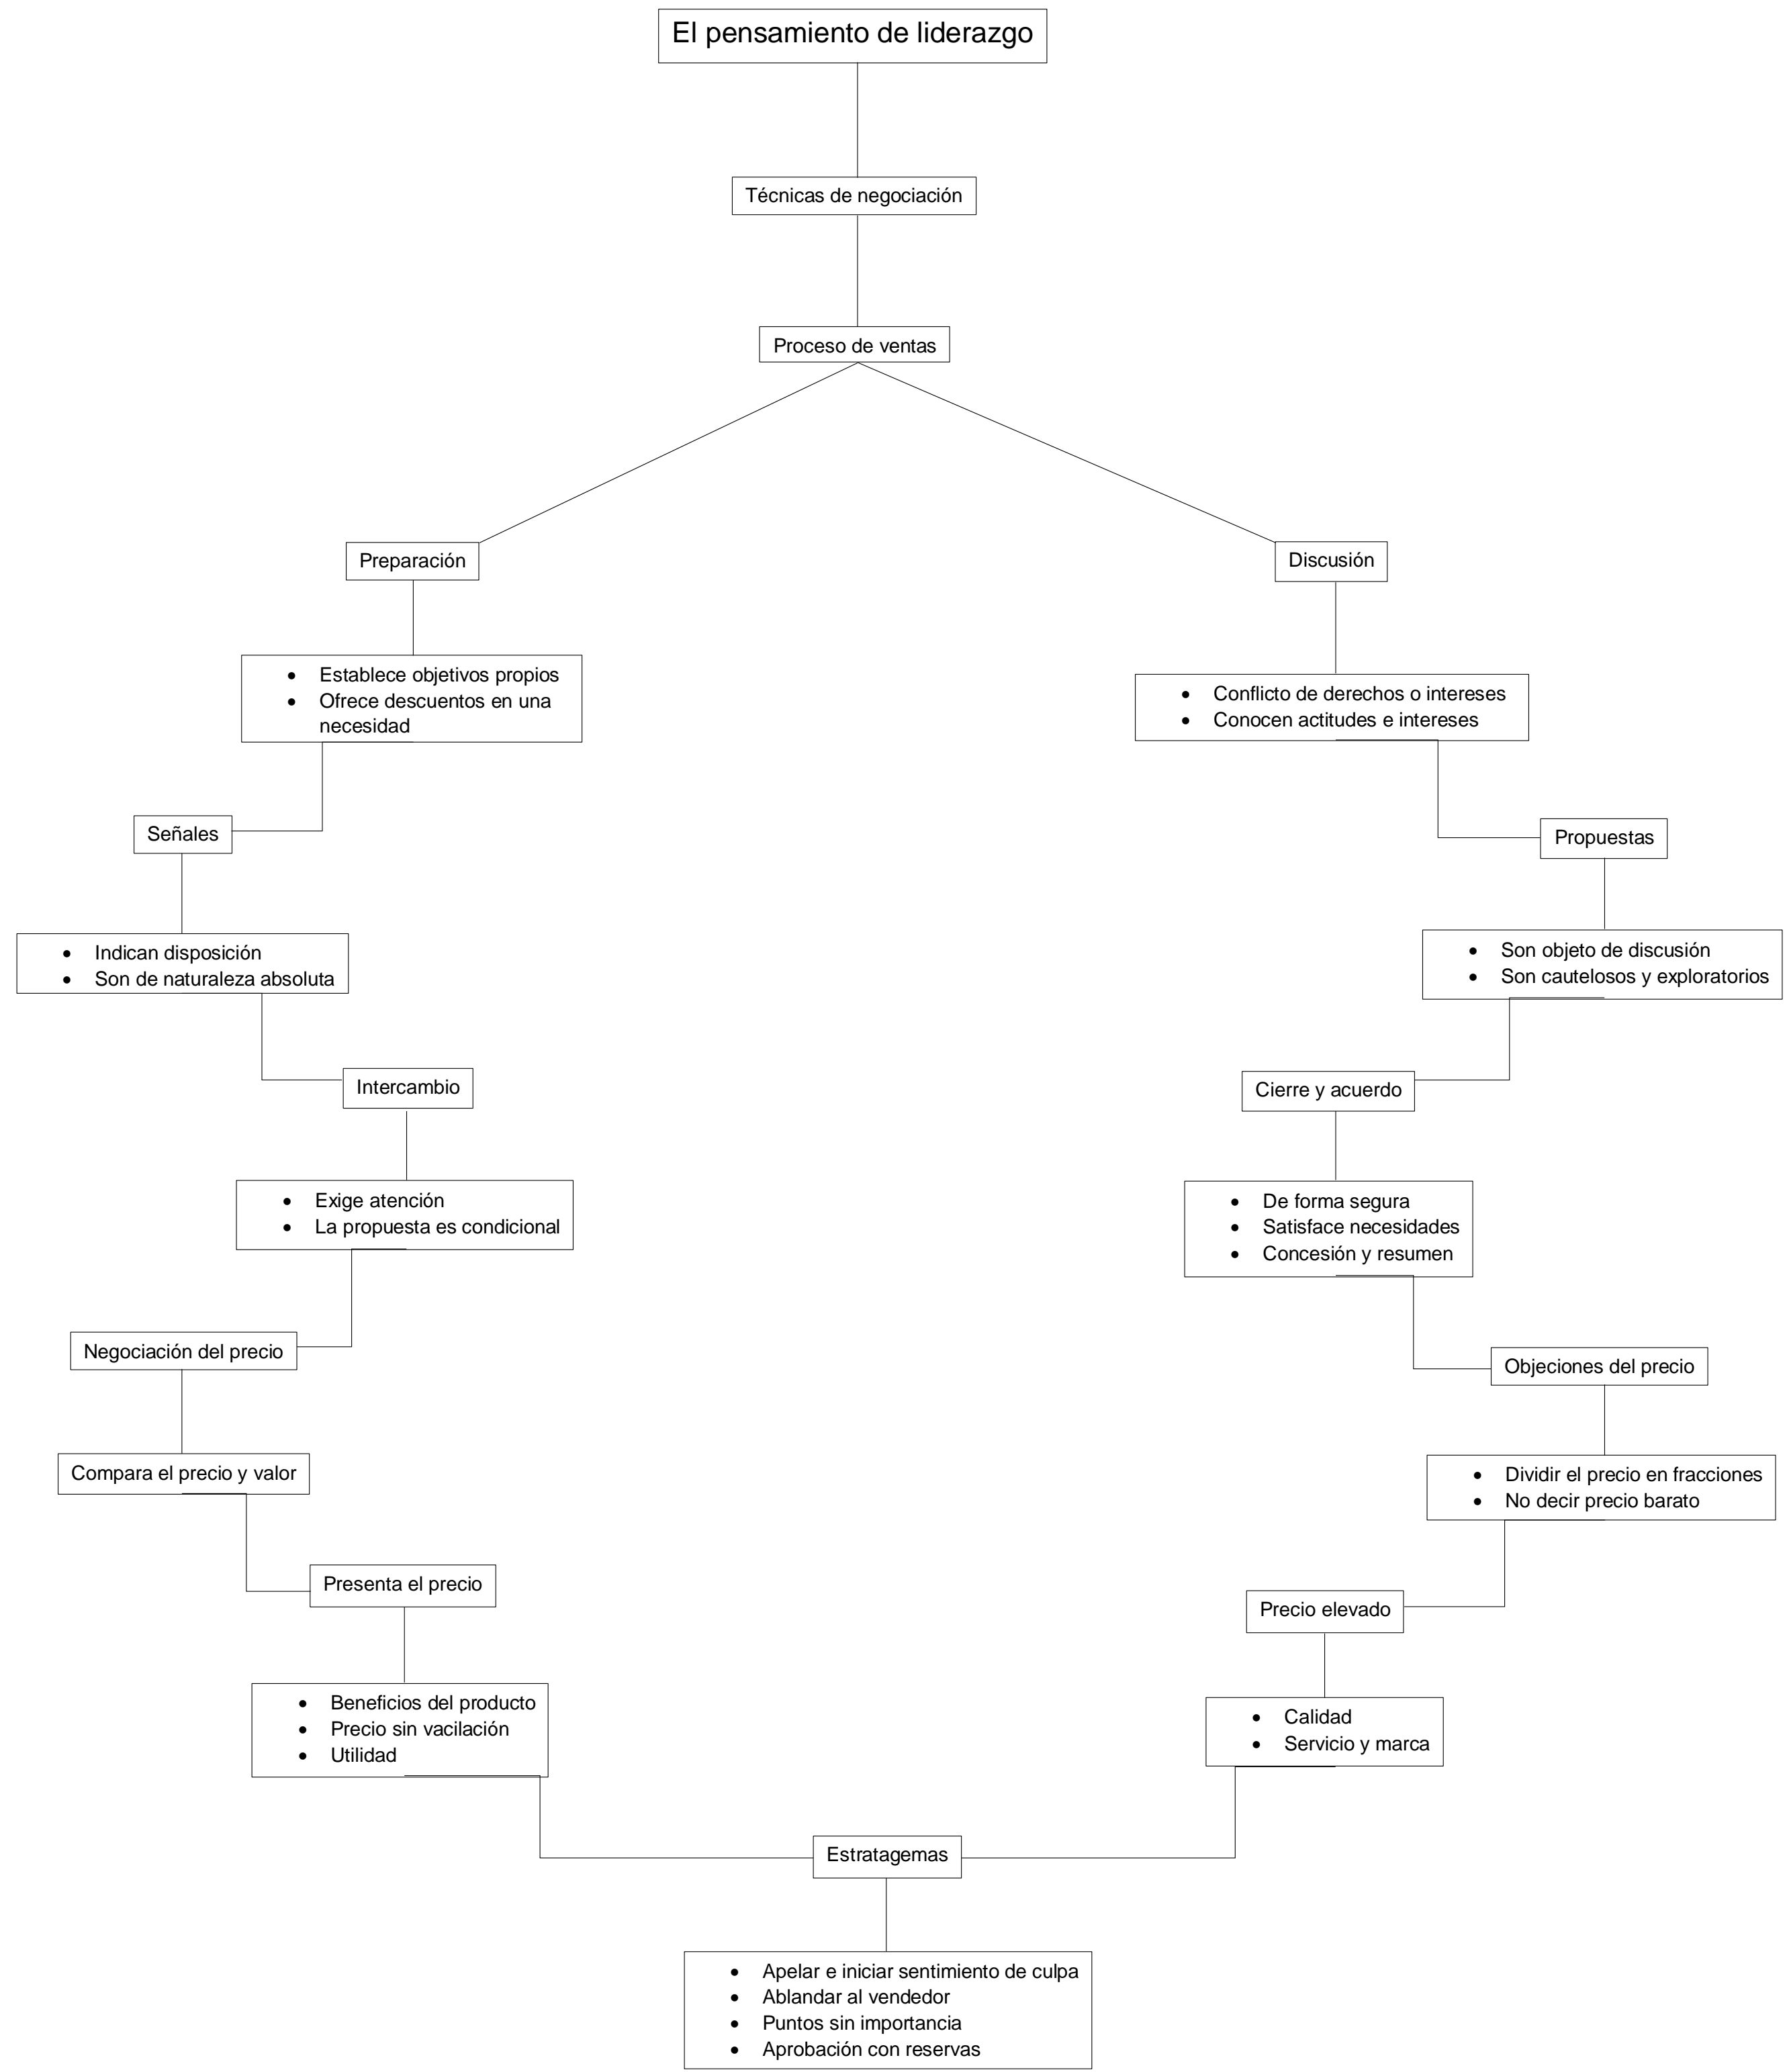 El pensamiento de liderazgo
Técnicas de negociación
Proceso de ventas
Preparación
Discusión
• Establece objetivos propios
• Ofrece descuentos en una
necesidad
• Conflicto de derechos o intereses
• Conocen actitudes e intereses
Señales
Propuestas
• Indican disposición
• Son de naturaleza absoluta
• Son objeto de discusión
• Son cautelosos y exploratorios
Intercambio
Cierre y acuerdo
• Exige atención
• La propuesta es condicional
• De forma segura
• Satisface necesidades
• Concesión y resumen
Negociación del precio
Objeciones del precio
Compara el precio y valor
• Dividir el precio en fracciones
• No decir precio barato
Presenta el precio
Precio elevado
• Beneficios del producto
• Precio sin vacilación
• Utilidad
• Calidad
• Servicio y marca
Estratagemas
• Apelar e iniciar sentimiento de culpa
• Ablandar al vendedor
• Puntos sin importancia
• Aprobación con reservas